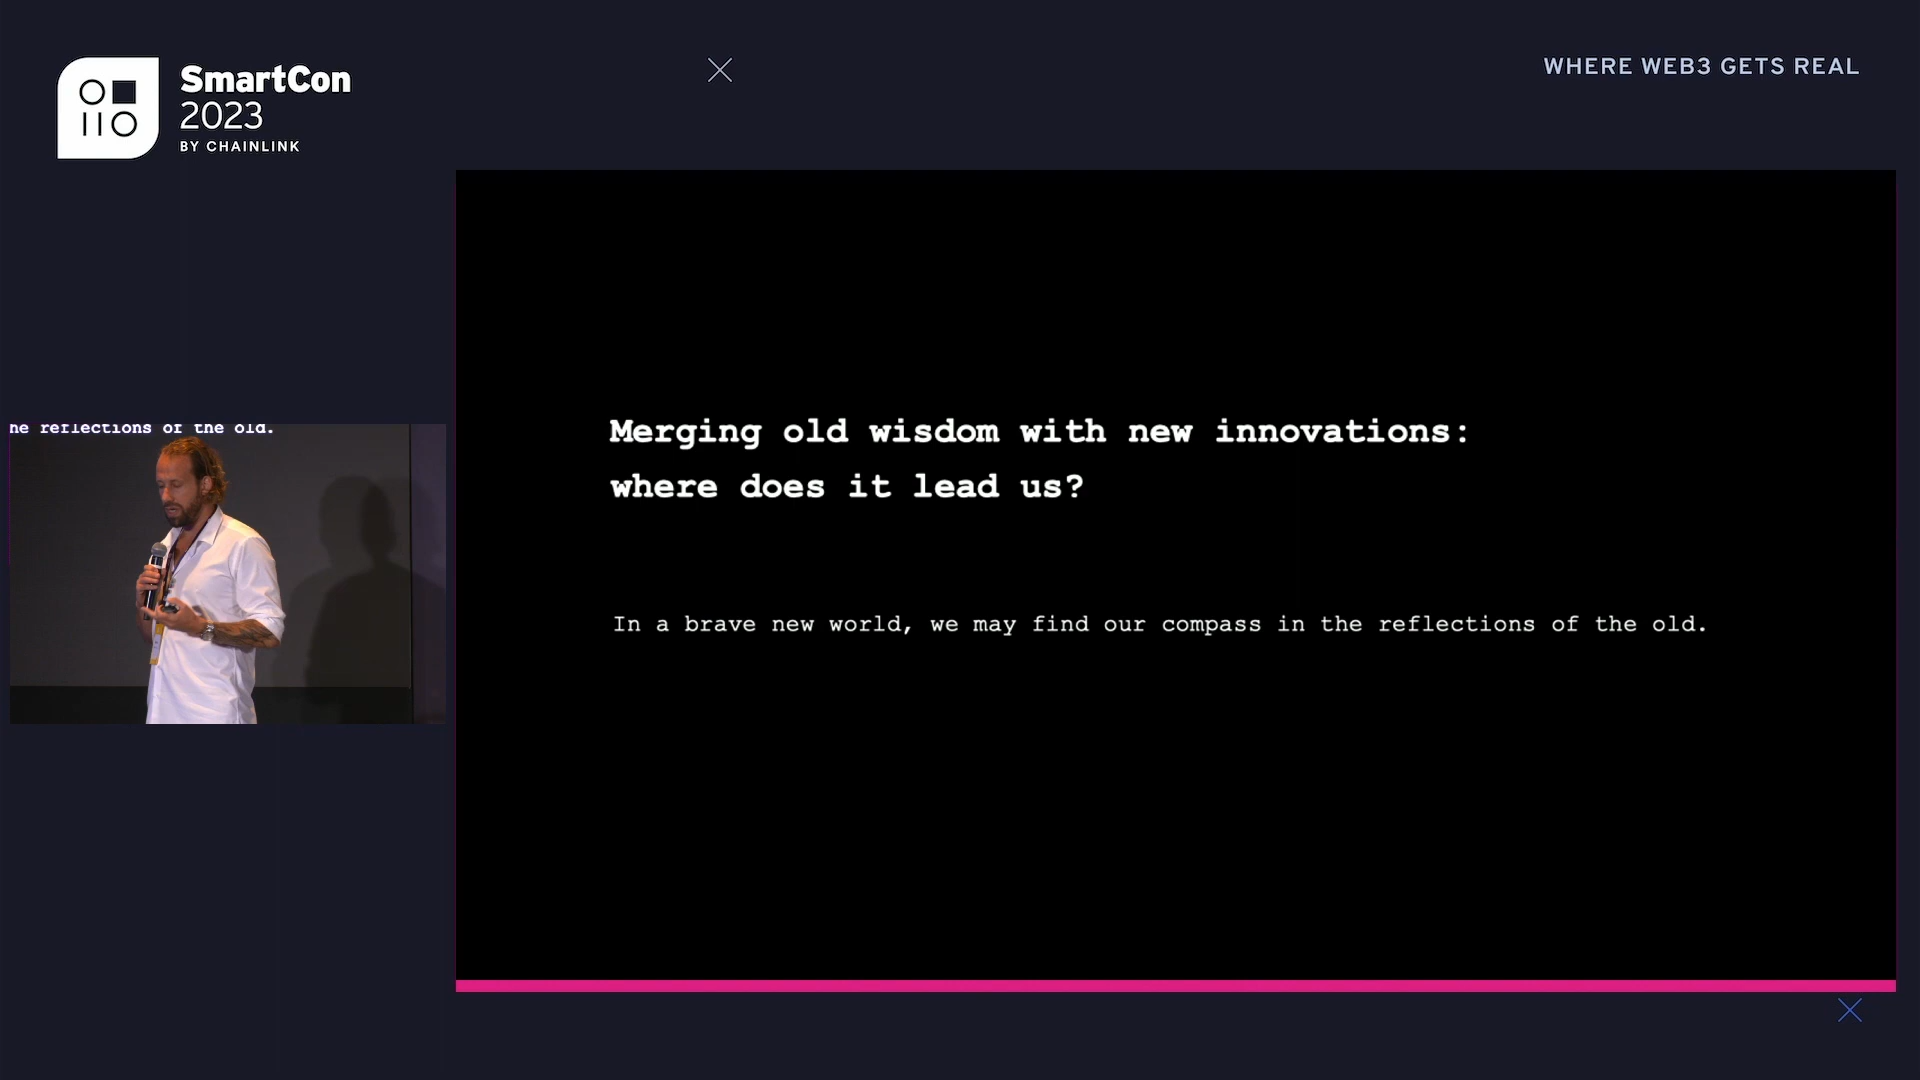 SmartCon
2023
BY CHAINLINK
WHERE WEB3 GETS REAL
Merging old wisdom with new innovations:
where does it lead us?
In a brave new world, we may find our compass in the reflections of the old.
he reflections of the old.